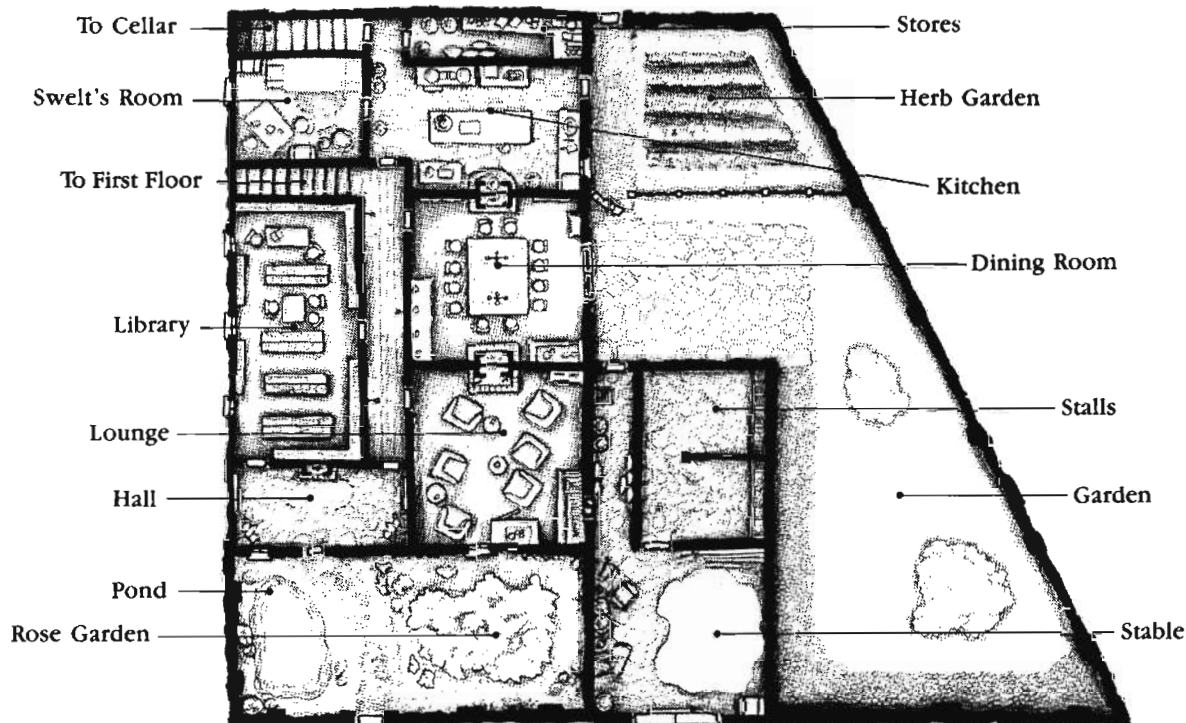 To Cellar
Stores
Swelt's Room
Herb Garden
To First Floor
Kitchen
Dining Room
Library
Stalls
Lounge
Hall
Garden
Pond
Rose Garden
Stable